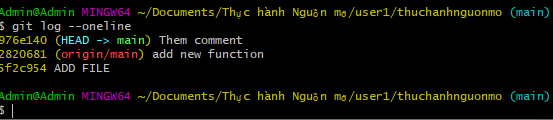 Admin@Admin MINGW64 ~/Documents/Thực hành Nguồn mở/user1/thuchanhnguonmo (main)
$ git log --oneline
976e140 (HEAD -> main) Them comment
2820681 (origin/main) add new function
5f2c954 ADD FILE
Admin@Admin MINGW64 ~/Documents/Thực hành Nguồn mở/user1/thuchanhnguonmo (main)
$